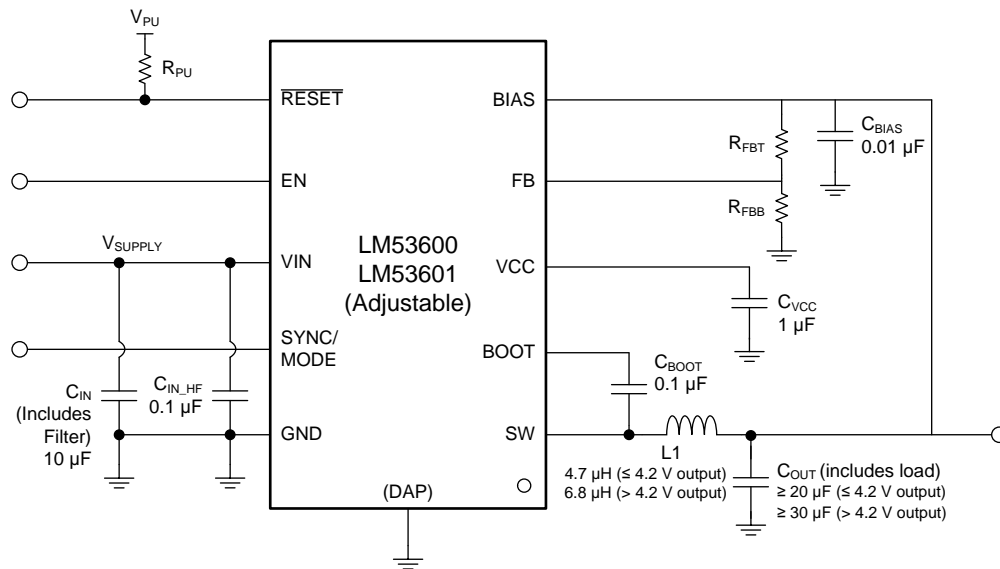 VPU
RPU
RESET
EN
VSUPPLY
VIN
SYNC/
MODE
CIN
(Includes
Filter)
10 µF
CIN_HF
0.1 µF
GND
LM53600
LM53601
(Adjustable)
(DAP)
BIAS
FB
VCC
BOOT
SW
RFBT
RFBB
CBIAS
0.01 µF
CVCC
1 µF
CBOOT
0.1 µF
L1
4.7 µH (≤ 4.2 V output)
6.8 µH (> 4.2 V output)
COUT (includes load)
≥ 20 µF (≤ 4.2 V output)
≥ 30 µF (> 4.2 V output)